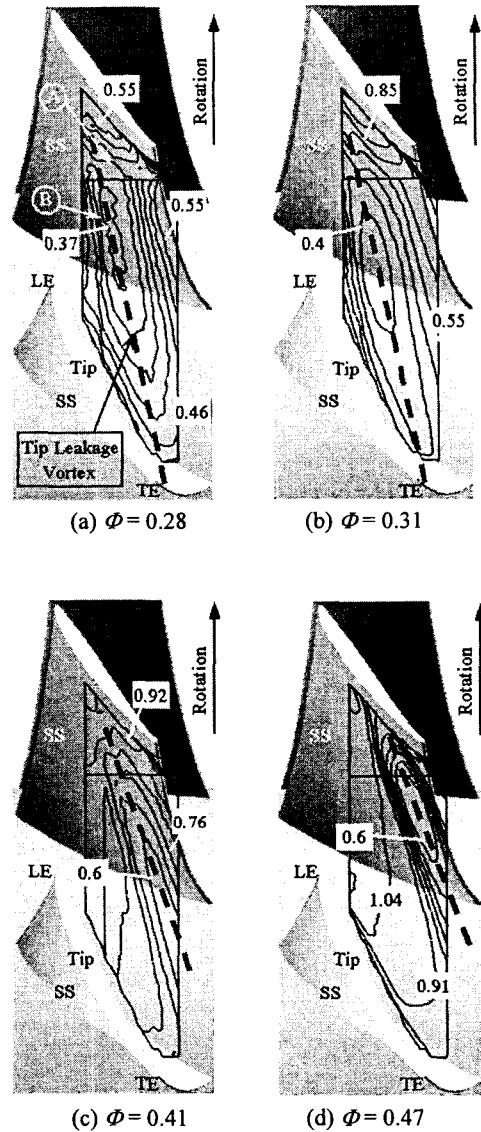 A
0.55
SS
Rotation
B
0.55
0.37
LE
Tip
SS
0.46
Tip Leakage
Vortex
TE
(a) Φ = 0.28
0.85
SS
Rotation
0.4
LE
0.55
Tip
SS
TE
(b) Φ = 0.31
0.92
SS
Rotation
0.76
0.6
LE
Tip
SS
TE
(c) Φ = 0.41
SS
Rotation
0.6
LE
1.04
Tip
0.91
SS
TE
(d) Φ = 0.47